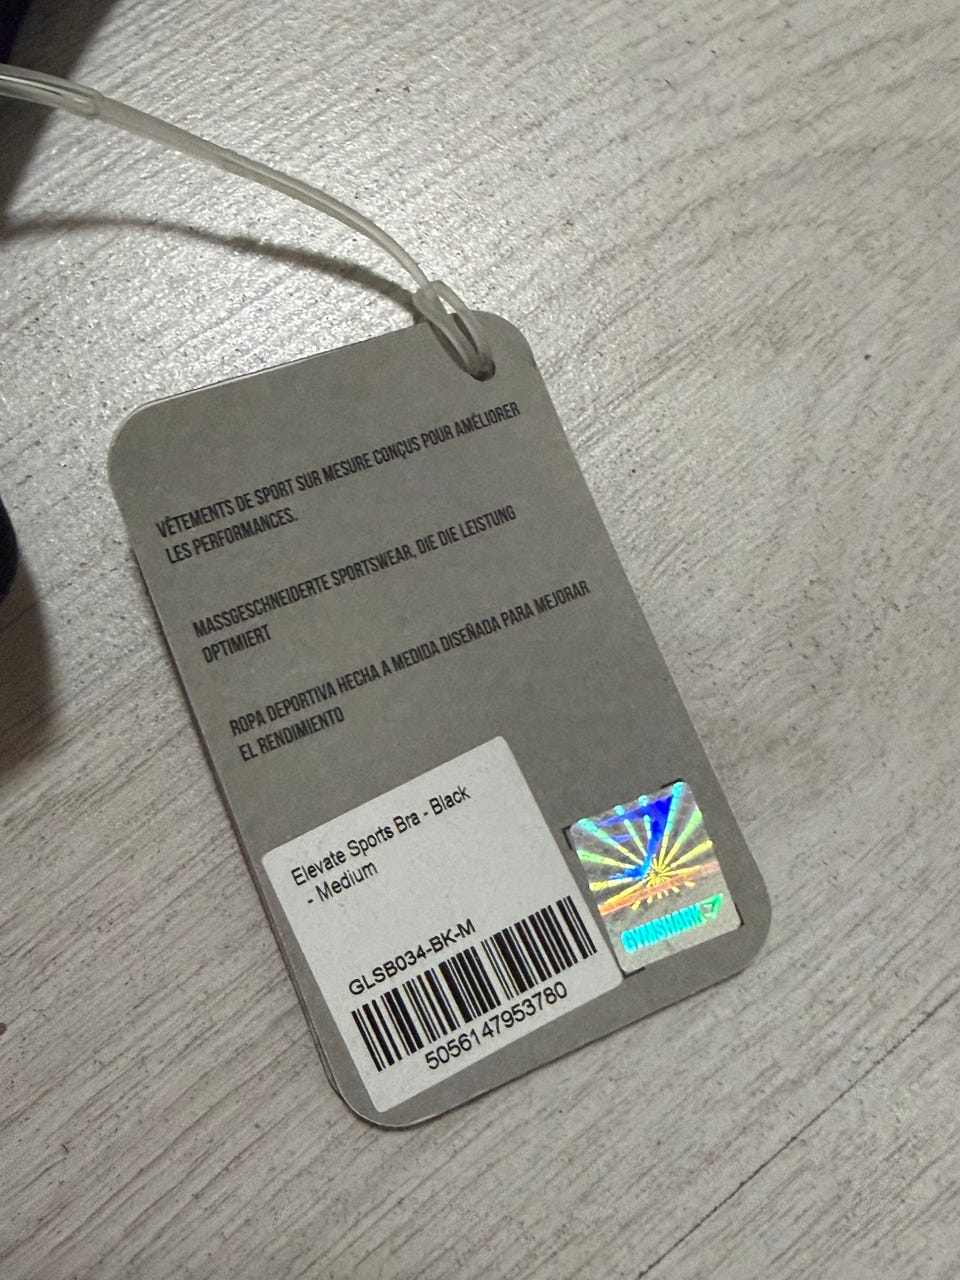 VÊTEMENTS DE SPORT SUR MESURE CONÇUS POUR AMÉLIORER
LES PERFORMANCES.
MASSGESCHNEIDERTE SPORTSWEAR, DIE DIE LEISTUNG
OPTIMIERT
ROPA DEPORTIVA HECHA A MEDIDA DISEÑADA PARA MEJORAR
EL RENDIMIENTO
Elevate Sports Bra - Black
- Medium
GLSB034-BK-M
5056147953780
GYMSHARK